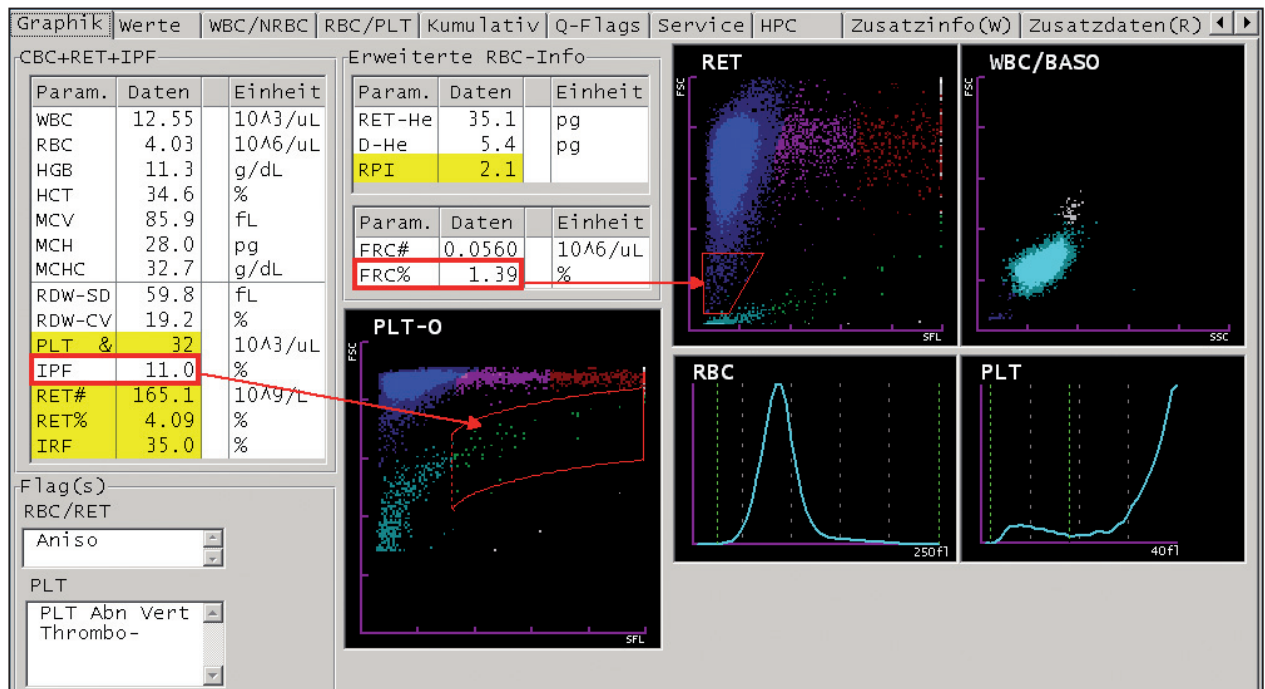 Graphik Werte WBC/NRBC RBC/PLT Kumulativ Q-Flags Service HPC Zusatzinfo(W) Zusatzdaten(R)
CBC+RET+IPF
Param. Daten Einheit
WBC 12.55 10^3/uL
RBC 4.03 10^6/uL
HGB 11.3 g/dL
HCT 34.6 %
MCV 85.9 fL
MCH 28.0 pg
MCHC 32.7 g/dL
RDW-SD 59.8 fL
RDW-CV 19.2 %
PLT & 32 10^3/uL
IPF 11.0 %
RET# 165.1 10^9/L
RET% 4.09 %
IRF 35.0 %
Flag(s)
RBC/RET
Aniso
PLT
PLT Abn Vert
Thrombo-
Erweiterte RBC-Info
Param. Daten Einheit
RET-He 35.1 pg
D-He 5.4 pg
RPI 2.1
Param. Daten Einheit
FRC# 0.0560 10^6/uL
FRC% 1.39 %
PLT-O
FSC
SFL
RET
FSC
SFL
WBC/BASO
FSC
SSC
RBC
250fl
PLT
40fl